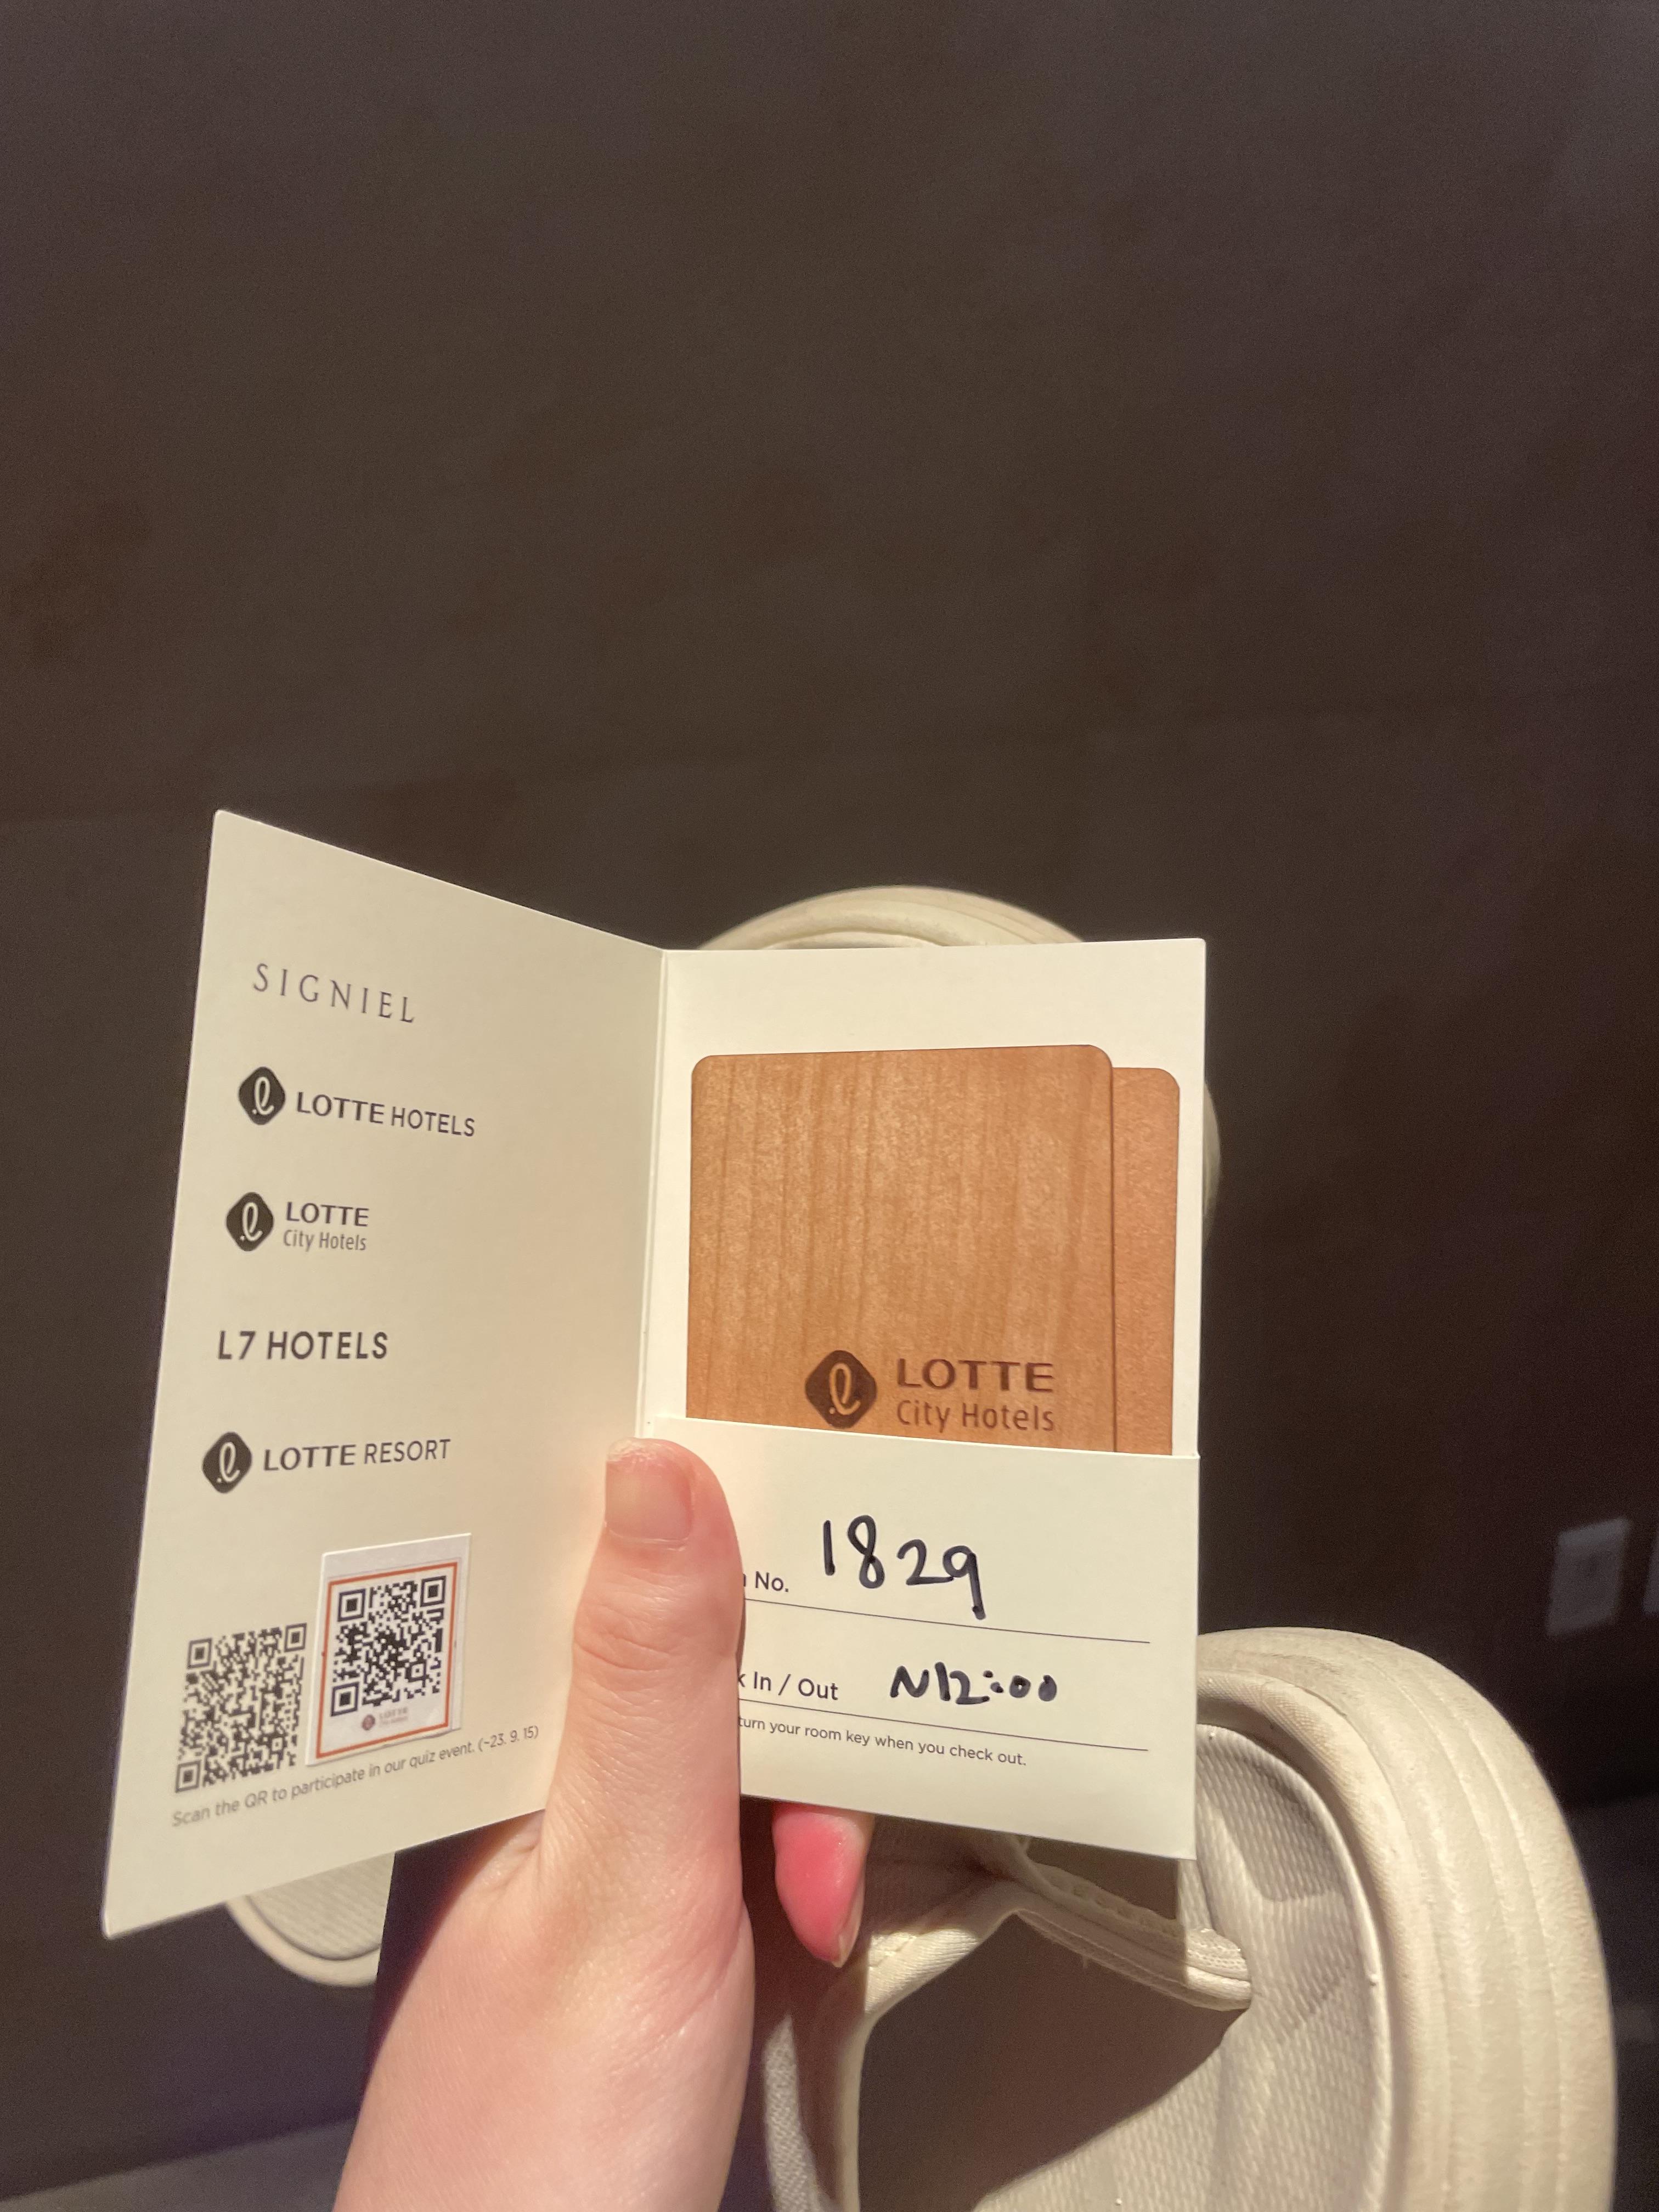 SIGNIEL
LOTTE HOTELS
LOTTE
City Hotels
L7 HOTELS
LOTTE RESORT
Scan the QR to participate in our quiz event. (~23. 9. 15)
LOTTE
City Hotels
No. 1829
In / Out N12:00
your room key when you check out.